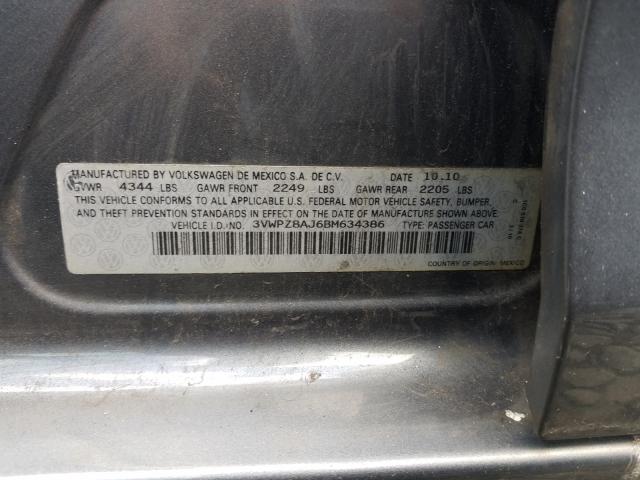 MANUFACTURED BY VOLKSWAGEN DE MEXICO S.A. DE C.V. DATE 10.10
GVWR 4344 LBS GAWR FRONT 2249 LBS GAWR REAR 2205 LBS
THIS VEHICLE CONFORMS TO ALL APPLICABLE U.S. FEDERAL MOTOR VEHICLE SAFETY, BUMPER,
AND THEFT PREVENTION STANDARDS IN EFFECT ON THE DATE OF MANUFACTURE SHOWN ABOVE.
VEHICLE I.D. NO.: 3VWPZ8AJ6BM634386 TYPE: PASSENGER CAR
COUNTRY OF ORIGIN: MEXICO